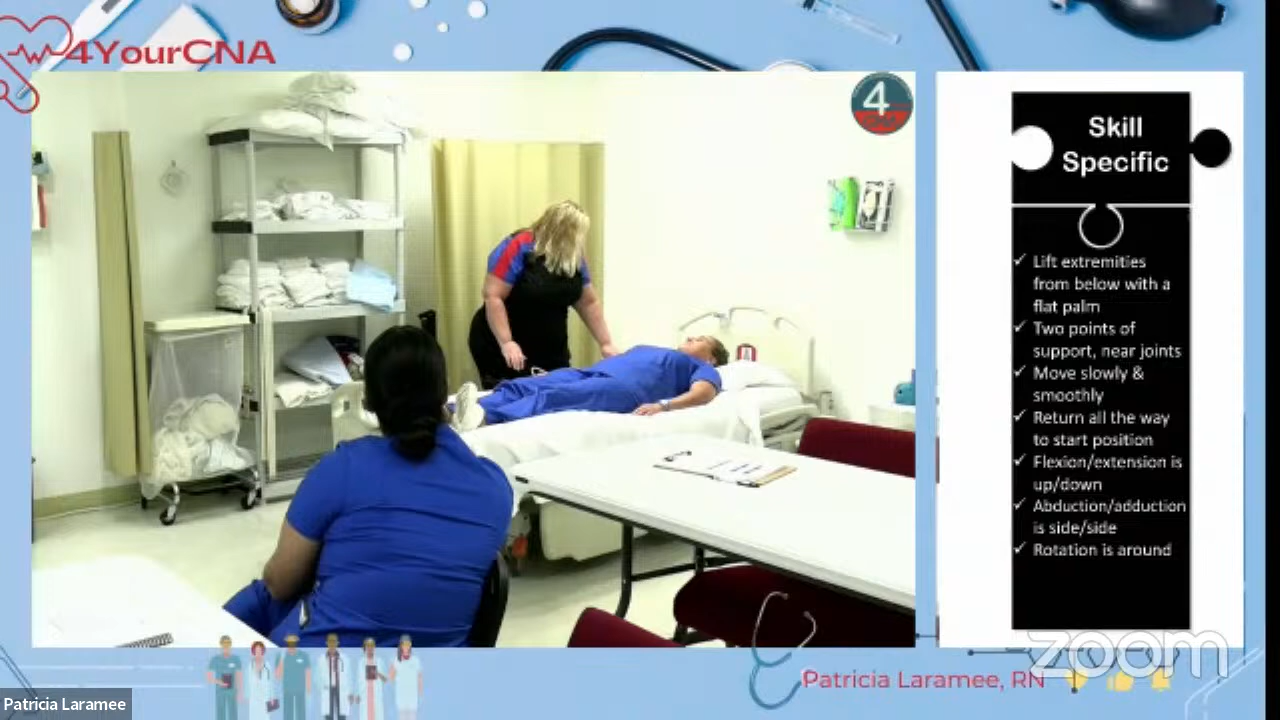 4YourCNA
4
CNA
Skill
Specific
✓ Lift extremities
from below with a
flat palm
✓ Two points of
support, near joints
✓ Move slowly &
smoothly
✓ Return all the way
to start position
✓ Flexion/extension is
up/down
✓ Abduction/adduction
is side/side
✓ Rotation is around
zoom
Patricia Laramee, RN
Patricia Laramee